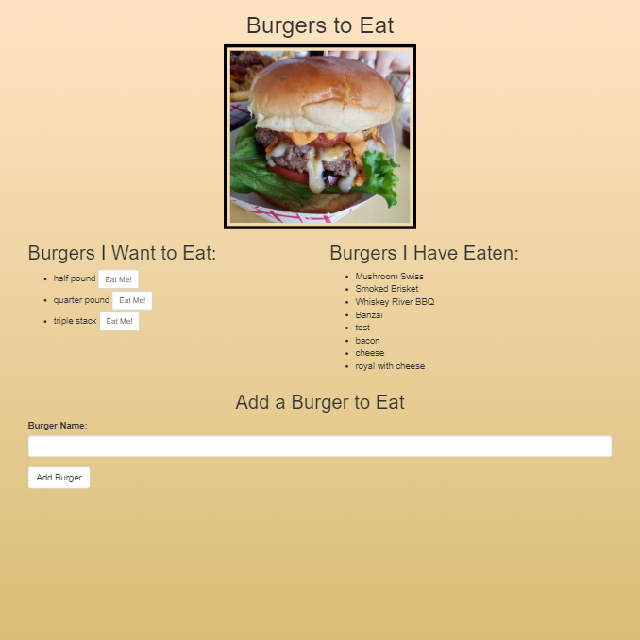 Burgers to Eat
Burgers I Want to Eat:
half pound Eat Me!
quarter pound Eat Me!
triple stack Eat Me!
Burgers I Have Eaten:
Mushroom Swiss
Smoked Brisket
Whiskey River BBQ
Banzai
test
bacon
cheese
royal with cheese
Add a Burger to Eat
Burger Name:
Add Burger